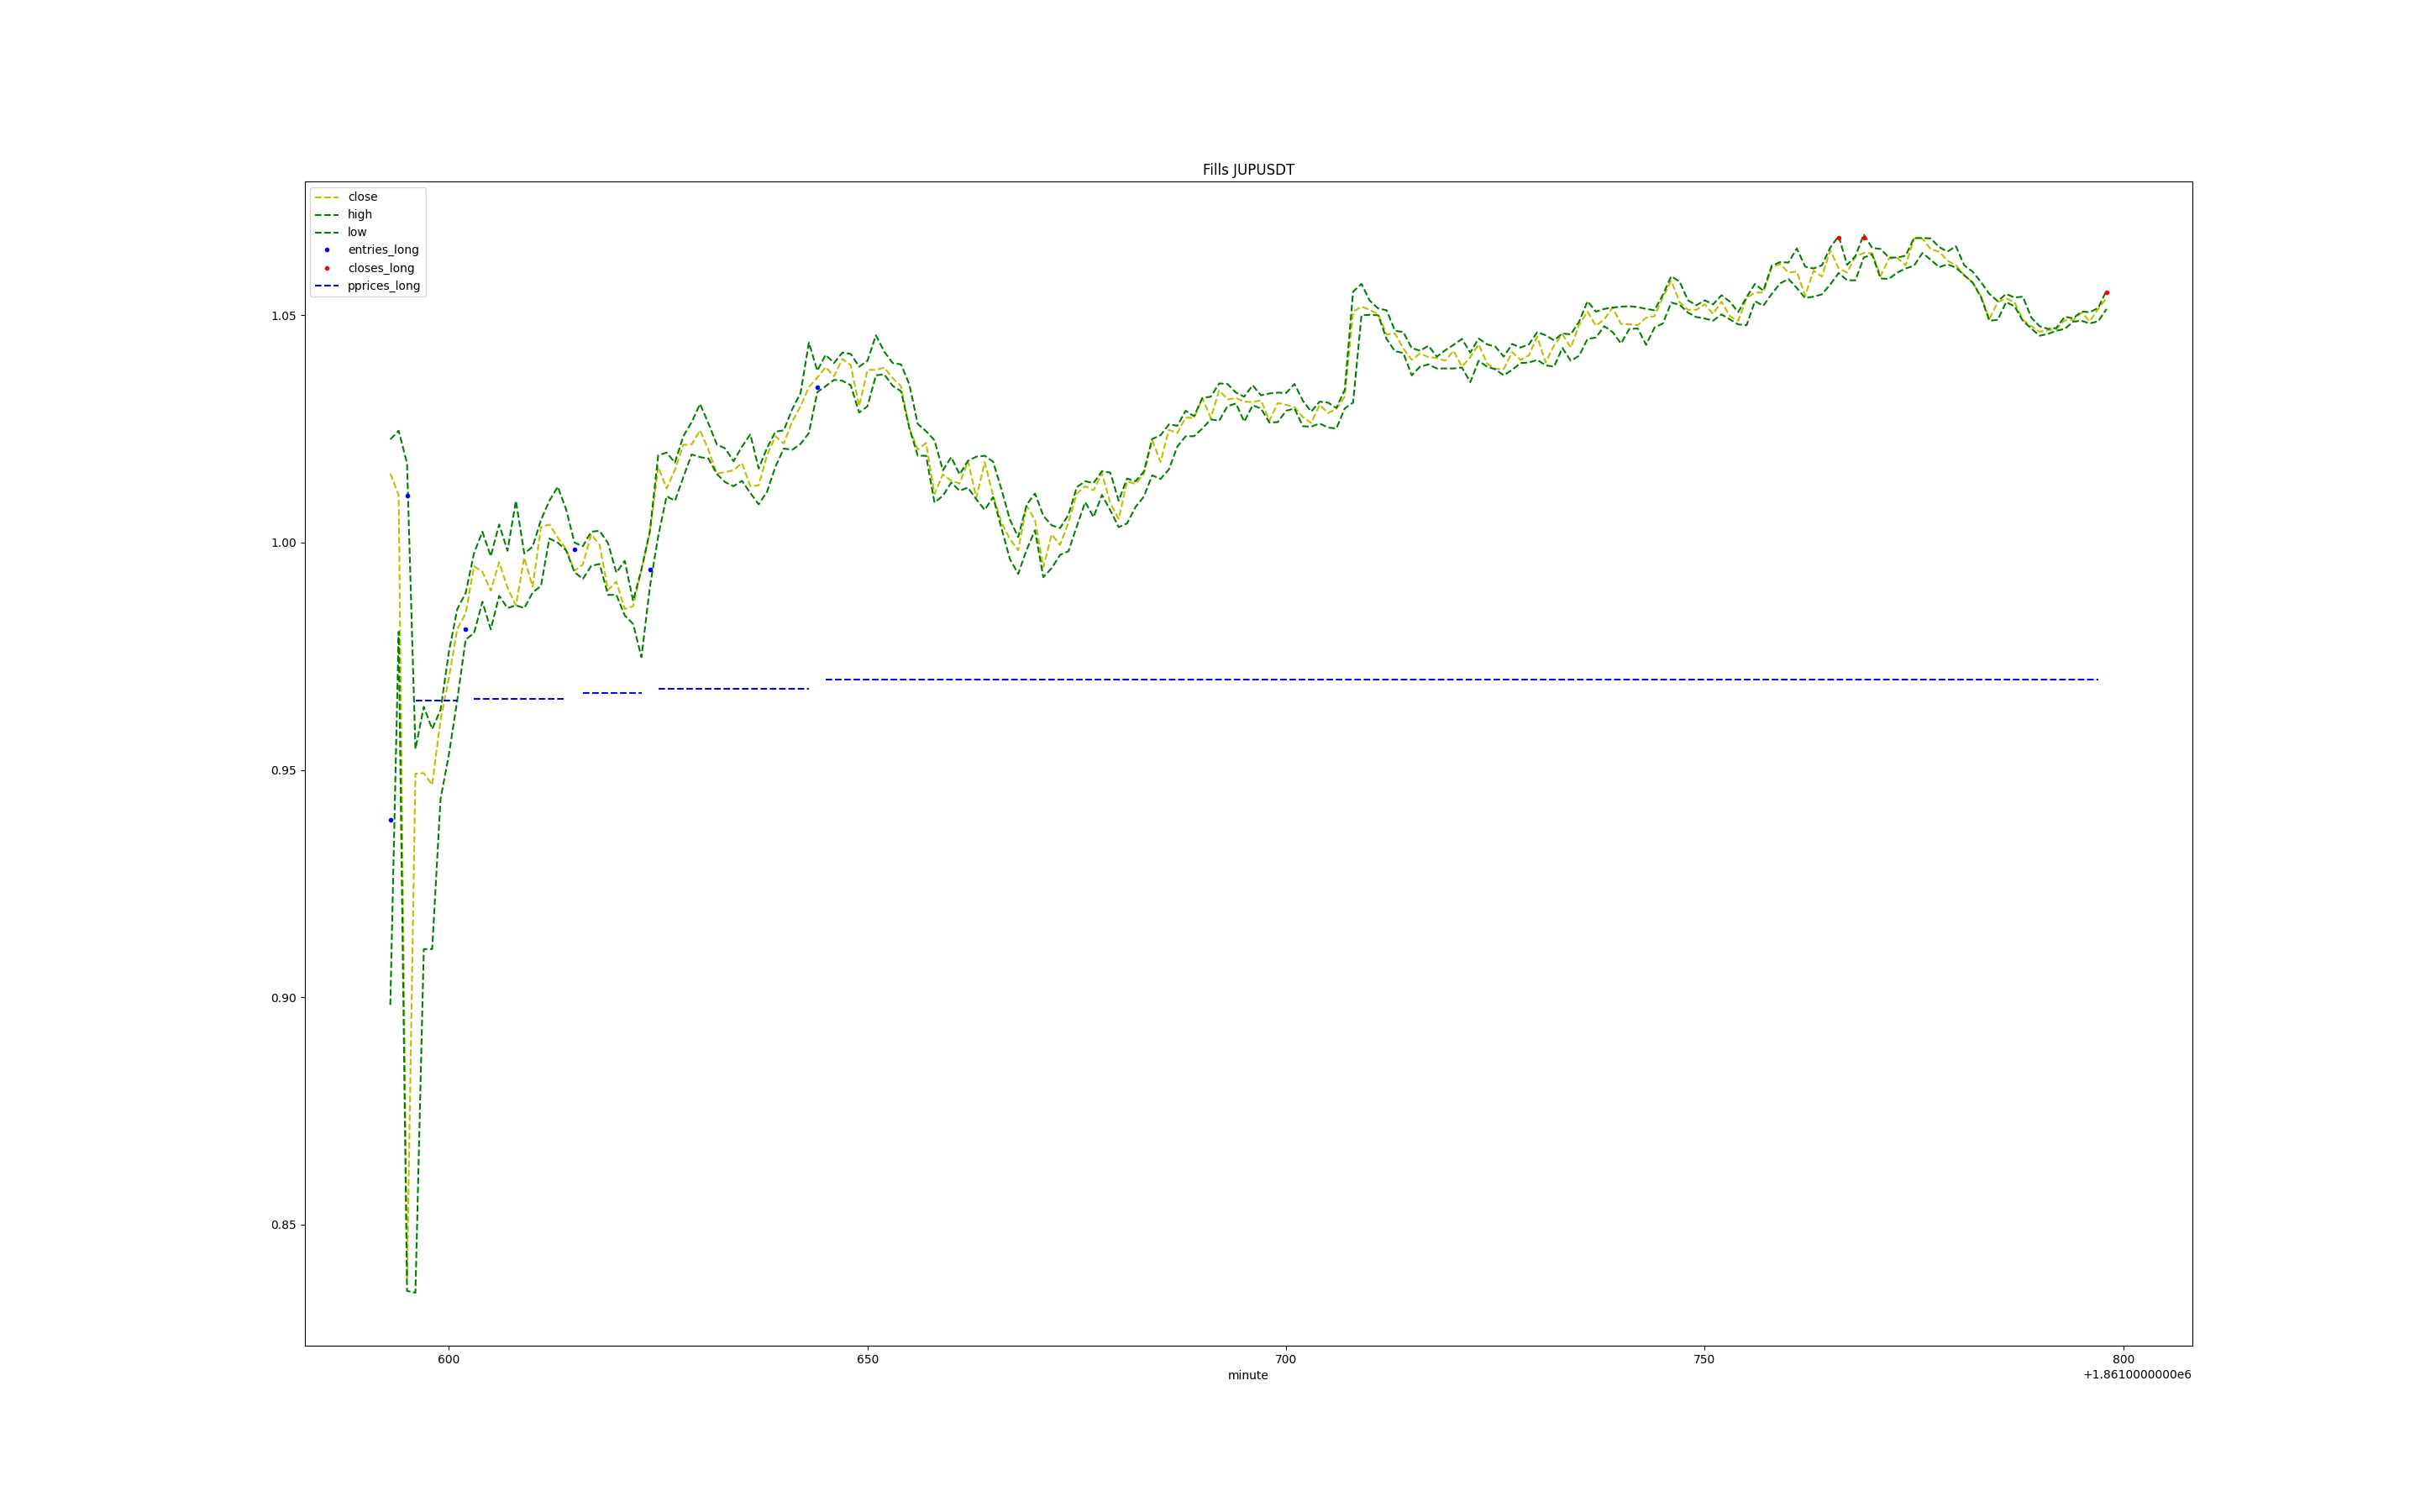 Fills JUPUSDT
close
high
low
entries_long
closes_long
pprices_long
1.05
1.00
0.95
0.90
0.85
600
650
700
750
800
minute
+1.8610000000e6